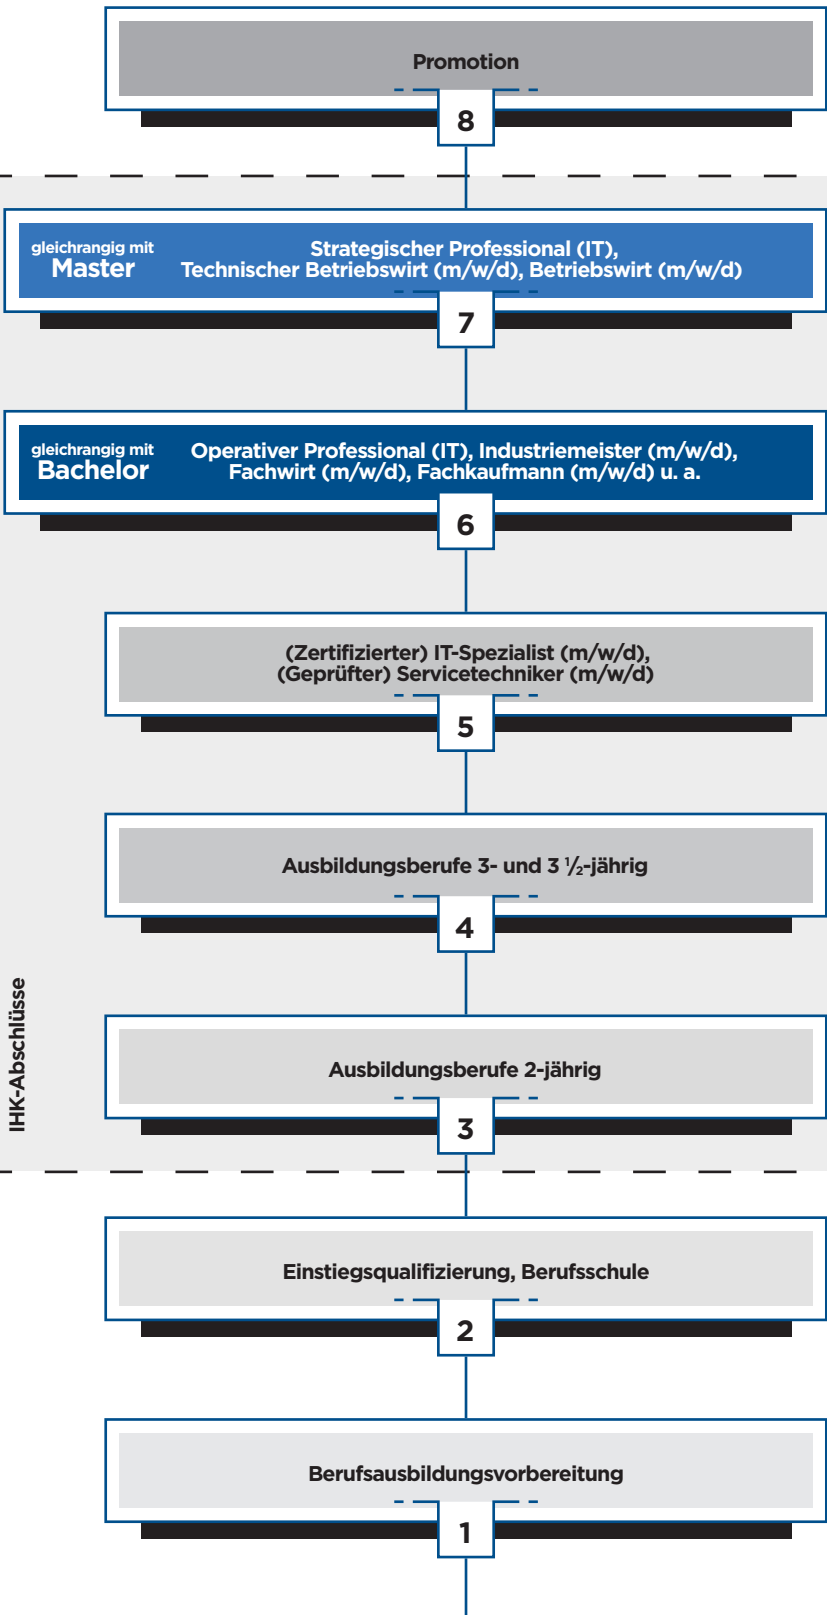 Promotion
8
gleichrangig mit
Master
Strategischer Professional (IT),
Technischer Betriebswirt (m/w/d), Betriebswirt (m/w/d)
7
gleichrangig mit
Bachelor
Operativer Professional (IT), Industriemeister (m/w/d),
Fachwirt (m/w/d), Fachkaufmann (m/w/d) u. a.
6
(Zertifizierter) IT-Spezialist (m/w/d),
(Geprüfter) Servicetechniker (m/w/d)
5
Ausbildungsberufe 3- und 3 ¹/₂-jährig
4
IHK-Abschlüsse
Ausbildungsberufe 2-jährig
3
Einstiegsqualifizierung, Berufsschule
2
Berufsausbildungsvorbereitung
1